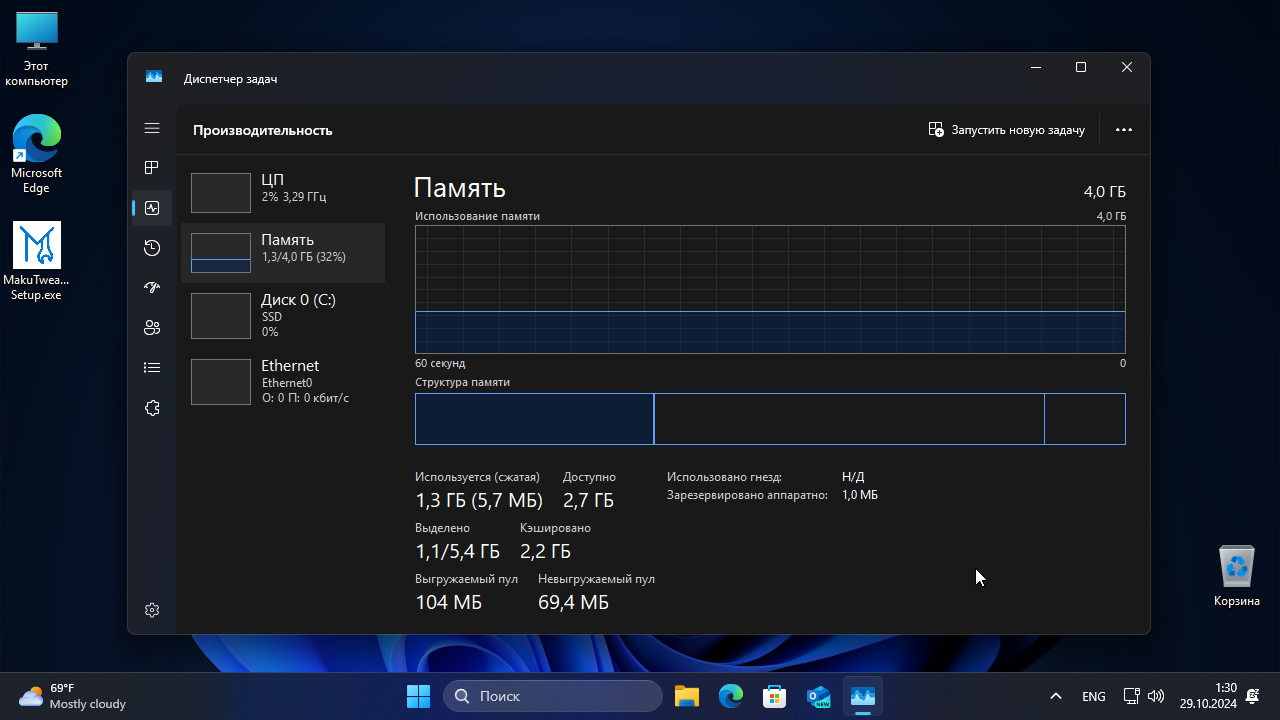 Этот
компьютер
Microsoft
Edge
MakuTwea...
Setup.exe
Диспетчер задач
Производительность
Запустить новую задачу
ЦП
2% 3,29 ГГц
Память
1,3/4,0 ГБ (32%)
Диск 0 (C:)
SSD
0%
Ethernet
Ethernet0
О: 0 П: 0 кбит/с
Память
4,0 ГБ
Использование памяти
4,0 ГБ
60 секунд
0
Структура памяти
Используется (сжатая)
Доступно
1,3 ГБ (5,7 МБ)
2,7 ГБ
Выделено
Кэшировано
1,1/5,4 ГБ
2,2 ГБ
Выгружаемый пул
Невыгружаемый пул
104 МБ
69,4 МБ
Использовано гнезд:
Н/Д
Зарезервировано аппаратно:
1,0 МБ
Корзина
69°F
Mostly cloudy
Поиск
NEW
ENG
1:30
29.10.2024